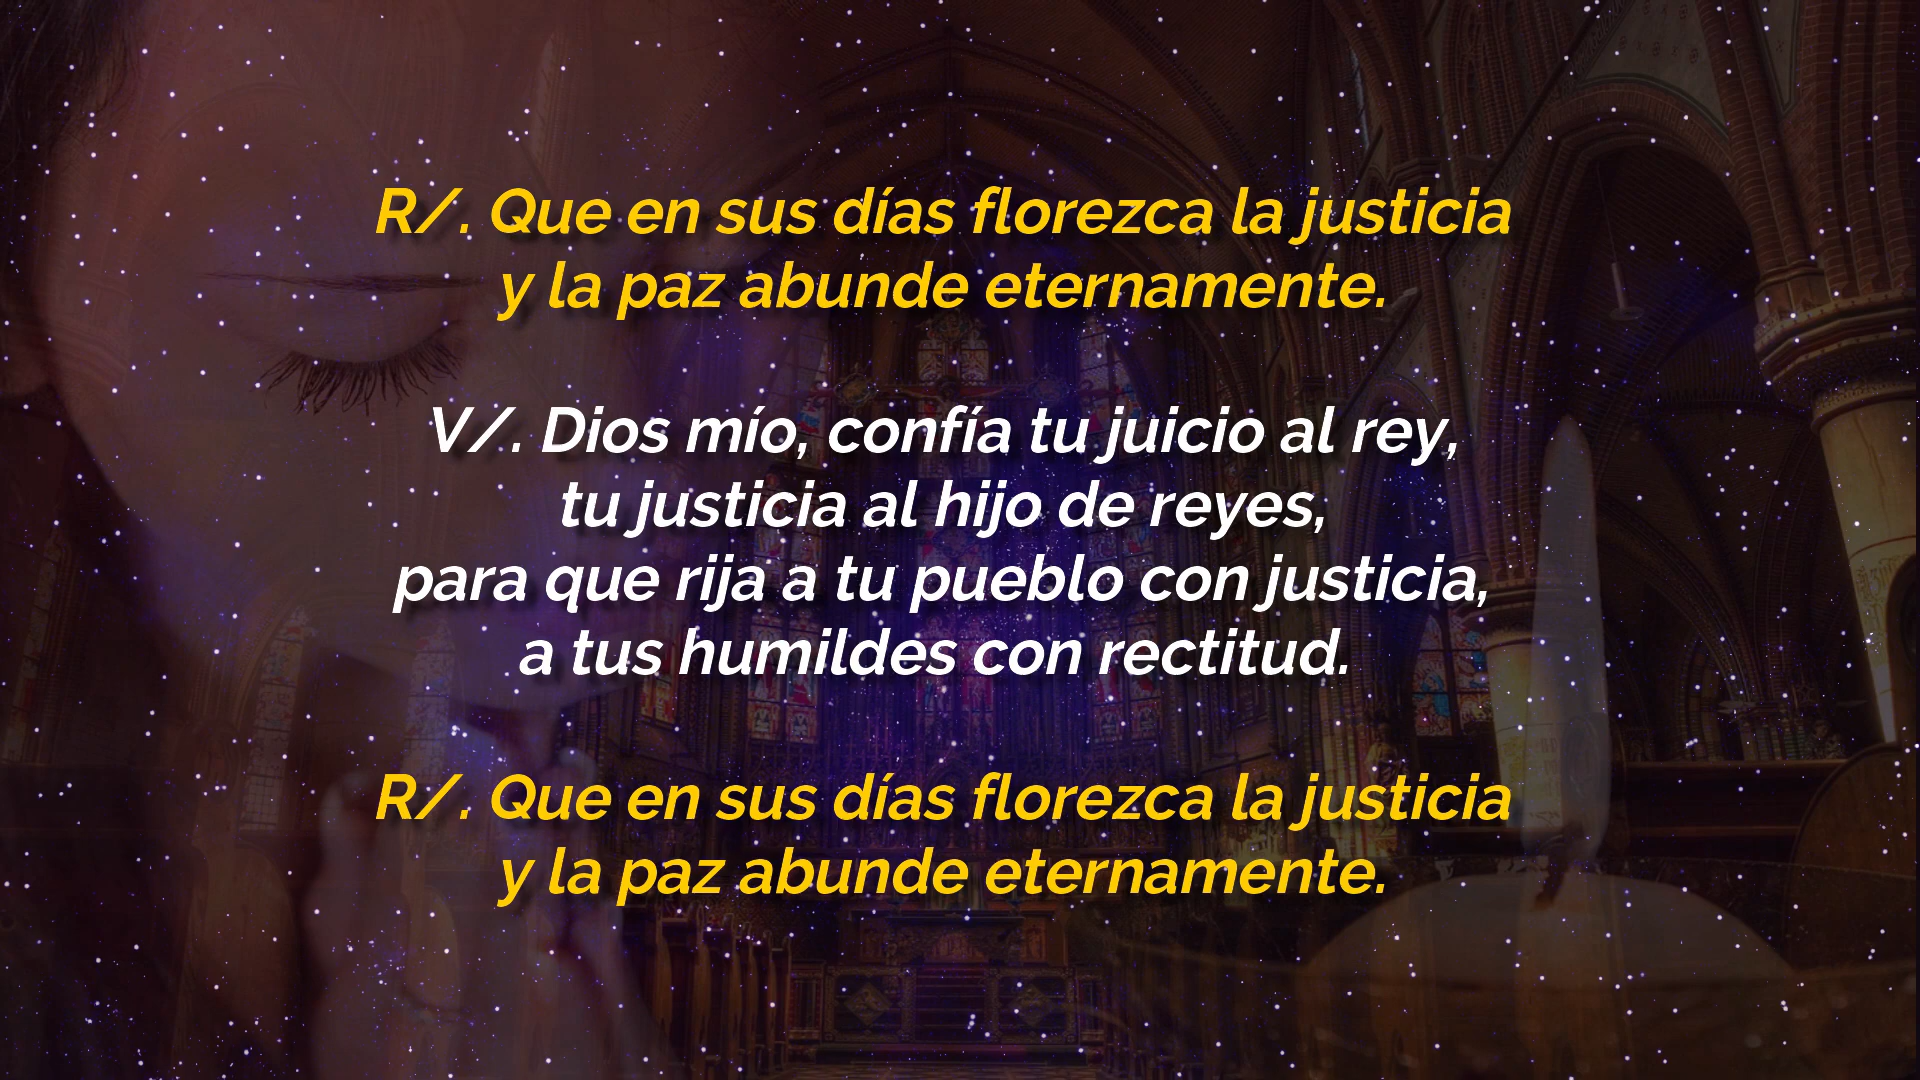 R/. Que en sus días florezca la justicia
y la paz abunde eternamente.
V/. Dios mío, confía tu juicio al rey,
tu justicia al hijo de reyes,
para que rija a tu pueblo con justicia,
a tus humildes con rectitud.
R/. Que en sus días florezca la justicia
y la paz abunde eternamente.